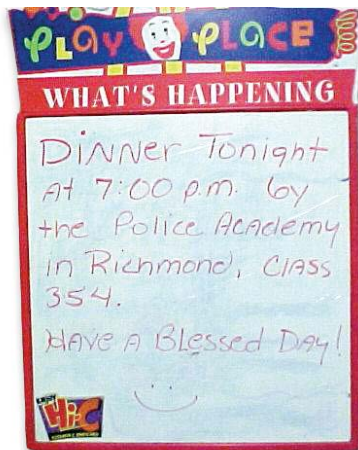 PLAY PLACE
WHAT'S HAPPENING
DINNer Tonight
At 7:00 p.m. by
the Police ACADemy
in Richmond, ClASS
354.
HAVE A BLessed DAY!
Hi-C